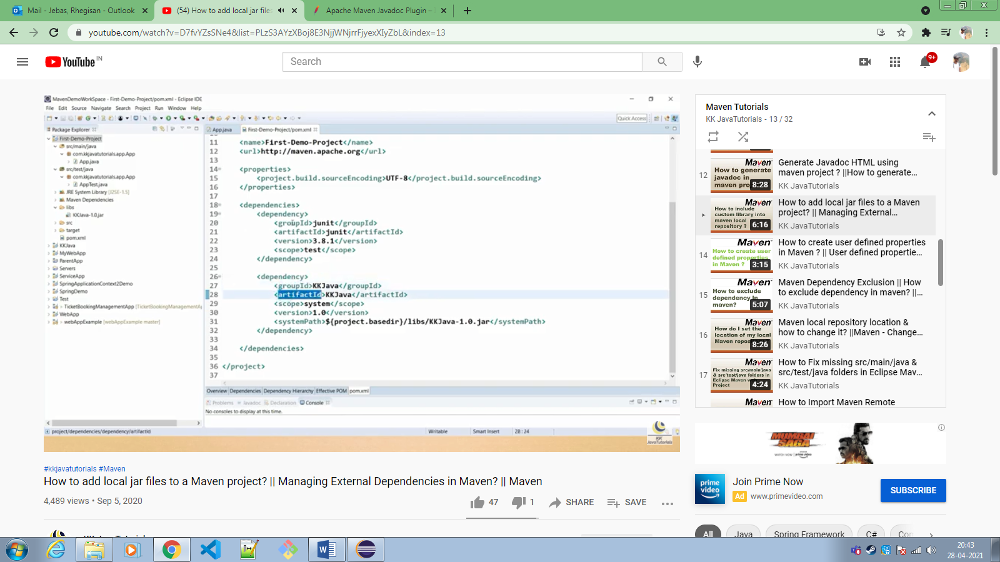 Mail - Jebas, Rhegisan - Outlook
(54) How to add local jar files
Apache Maven Javadoc Plugin –
youtube.com/watch?v=D7fvYZsSNe4&list=PLzS3AYzXBoj8E3NjjWNjrrFjyexXIyZbL&index=13
YouTube IN
Search
9+
MavenDemoWorkSpace - First-Demo-Project/pom.xml - Eclipse IDE
File Edit Source Navigate Search Project Run Window Help
Quick Access
Package Explorer
First-Demo-Project
src/main/java
com.kkjavatutorials.app.App
App.java
src/test/java
com.kkjavatutorials.app.App
AppTest.java
JRE System Library [J2SE-1.5]
Maven Dependencies
libs
KKJava-1.0.jar
src
target
pom.xml
KKJava
MyWebApp
ParentApp
Servers
ServiceApp
SpringApplicationContext2Demo
SpringDemo
Test
> TicketBookingManagementApp [TicketBookingManagementAp
WebApp
> webAppExample [webAppExample master]
App.java
First-Demo-Project/pom.xml
11 <name>First-Demo-Project</name>
12 <url>http://maven.apache.org</url>
13
14 <properties>
15 <project.build.sourceEncoding>UTF-8</project.build.sourceEncoding>
16 </properties>
17
18 <dependencies>
19 <dependency>
20 <groupId>junit</groupId>
21 <artifactId>junit</artifactId>
22 <version>3.8.1</version>
23 <scope>test</scope>
24 </dependency>
25
26 <dependency>
27 <groupId>KKJava</groupId>
28 <artifactId>KKJava</artifactId>
29 <scope>system</scope>
30 <version>1.0</version>
31 <systemPath>${project.basedir}/libs/KKJava-1.0.jar</systemPath>
32 </dependency>
33
34 </dependencies>
35
36 </project>
37
Overview Dependencies Dependency Hierarchy Effective POM pom.xml
Problems Javadoc Declaration Console
No consoles to display at this time.
project/dependencies/dependency/artifactId
Writable
Smart Insert
28 : 24
KK
JavaTutorials
#kkjavatutorials #Maven
How to add local jar files to a Maven project? || Managing External Dependencies in Maven? || Maven
4,489 views • Sep 5, 2020
47
1
SHARE
SAVE
Maven Tutorials
KK JavaTutorials - 13 / 32
12
Maven
How to generate
javadoc in
maven pro
8:28
Generate Javadoc HTML using
maven project ? ||How to generate…
KK JavaTutorials
Maven
How to include
custom library into
maven local
repository ?
6:16
How to add local jar files to a Maven
project? || Managing External…
KK JavaTutorials
14
Maven
How to create user
defined properties
in Maven ?
3:15
How to create user defined properties
in Maven ? || User defined propertie…
KK JavaTutorials
15
Maven
How to exclude
dependency in
maven?
5:07
Maven Dependency Exclusion || How
to exclude dependency in maven? ||…
KK JavaTutorials
16
Maven
How do I set the
location of my local
Maven repos
8:26
Maven local repository location &
how to change it? ||Maven - Change…
KK JavaTutorials
17
Maven
Fix missing src/main/java
& src/test/java folders in
Eclipse Maven w
Project
4:24
How to Fix missing src/main/java &
src/test/java folders in Eclipse Mav…
KK JavaTutorials
Maven
How to Import Maven Remote
MUMBAI
SAGA
WATCH NOW
prime video
prime
video
Join Prime Now
Ad www.primevideo.com
SUBSCRIBE
All
Java
Spring Framework
C#
Con
20:43
28-04-2021